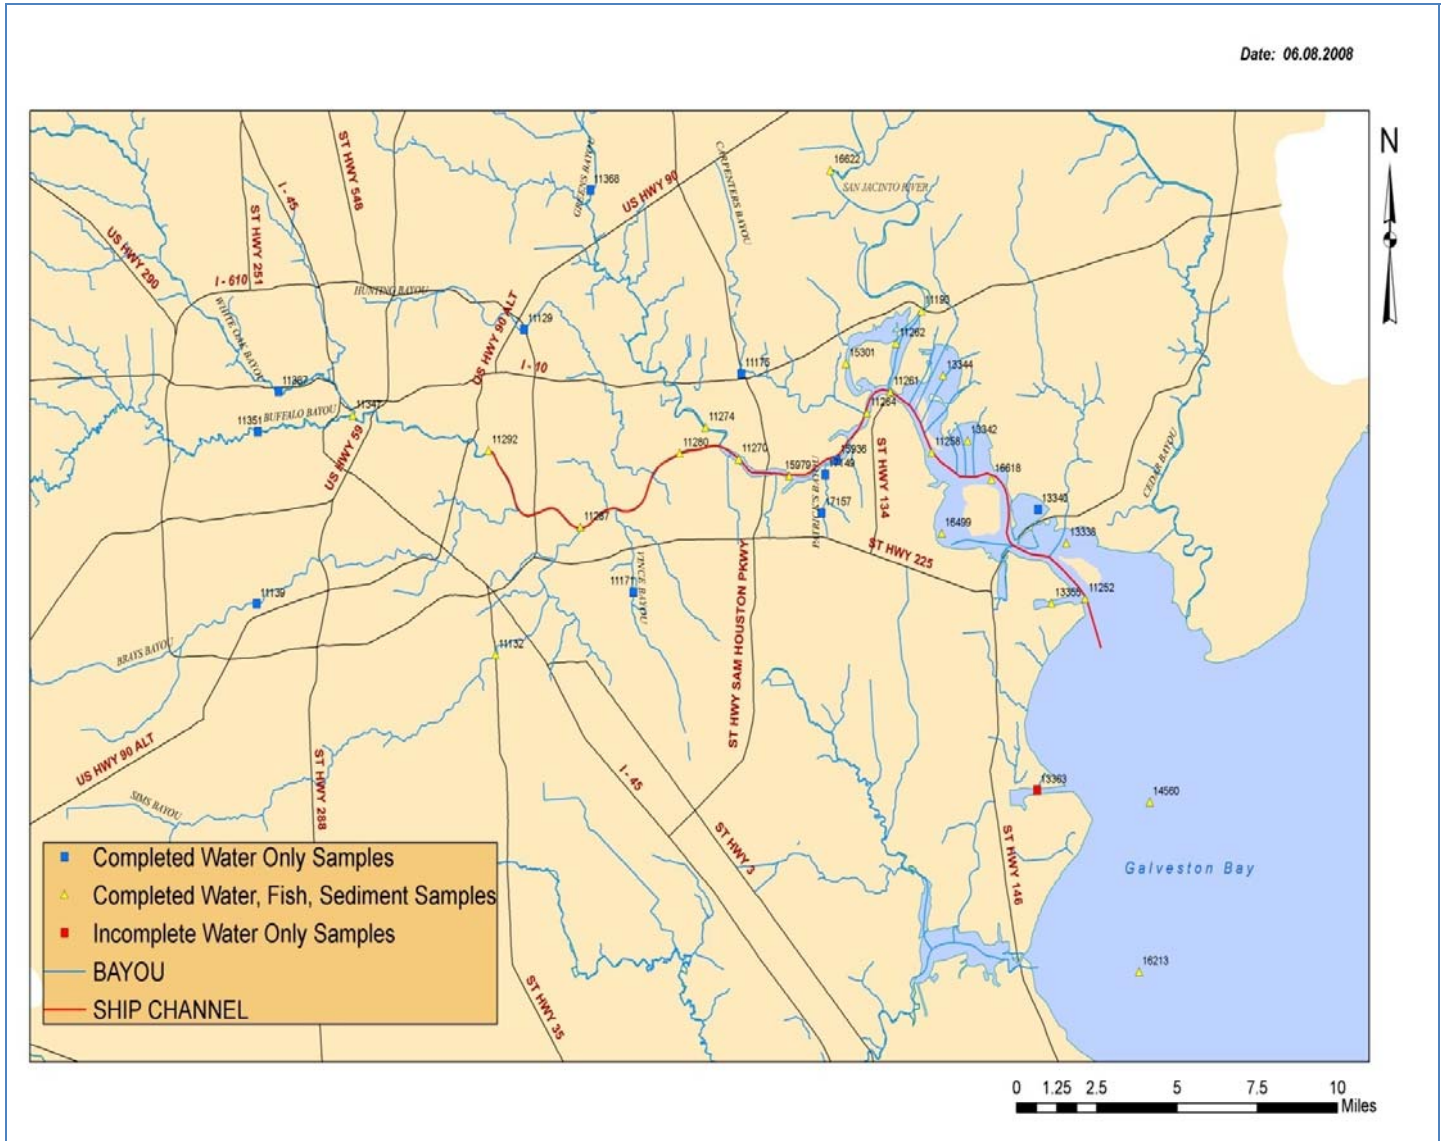 Date: 06.08.2008
N
16622
SAN JACINTO RIVER
ST HWY 548
GREENS BAYOU
11368
US HWY 90
CARPENTERS BAYOU
I - 45
ST HWY 251
US HWY 290
I - 610
HUNTING BAYOU
WHITE OAK BAYOU
US HWY 90 ALT
11129
11193
11262
15301
13344
I - 10
11175
11387
11261
11264
11347
BUFFALO BAYOU
11351
11274
11292
11280
11270
15979
15936
17149
11258
13342
16618
US HWY 59
ST HWY 134
CEDAR BAYOU
17157
PATRICKS BAYOU
13340
16499
13338
11287
ST HWY 225
VINCE BAYOU
11171
11139
13355
11252
BRAYS BAYOU
11132
ST HWY SAM HOUSTON PKWY
US HWY 90 ALT
ST HWY 288
I - 45
SIMS BAYOU
13363
14560
ST HWY 3
ST HWY 146
Galveston Bay
16213
ST HWY 35
Completed Water Only Samples
Completed Water, Fish, Sediment Samples
Incomplete Water Only Samples
BAYOU
SHIP CHANNEL
0 1.25 2.5 5 7.5 10
Miles